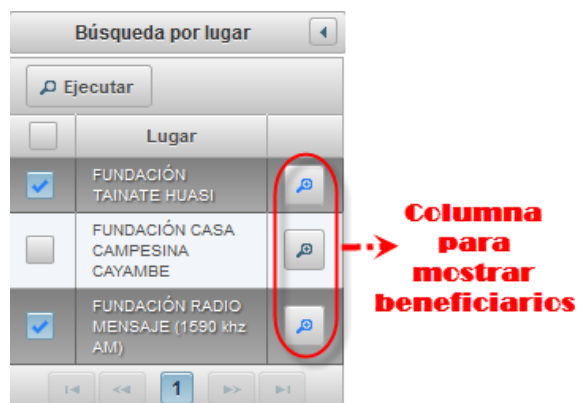 Búsqueda por lugar
Ejecutar
Lugar
FUNDACIÓN
TAINATE HUASI
FUNDACIÓN CASA
CAMPESINA
CAYAMBE
FUNDACIÓN RADIO
MENSAJE (1590 khz
AM)
1
Columna
para
mostrar
beneficiarios